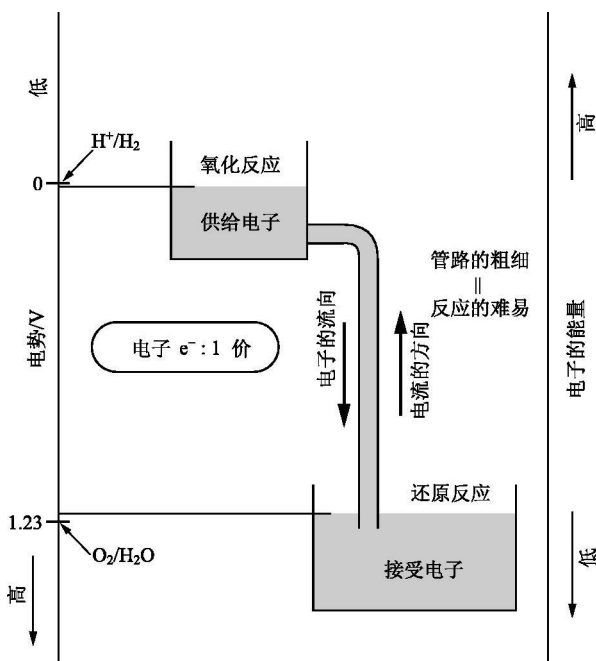 低
高
H⁺/H₂
氧化反应
0
供给电子
管路的粗细
=
反应的难易
电势/V
电子 e⁻ : 1 价
电子的流向
电流的方向
电子的能量
还原反应
1.23
O₂/H₂O
接受电子
高
低